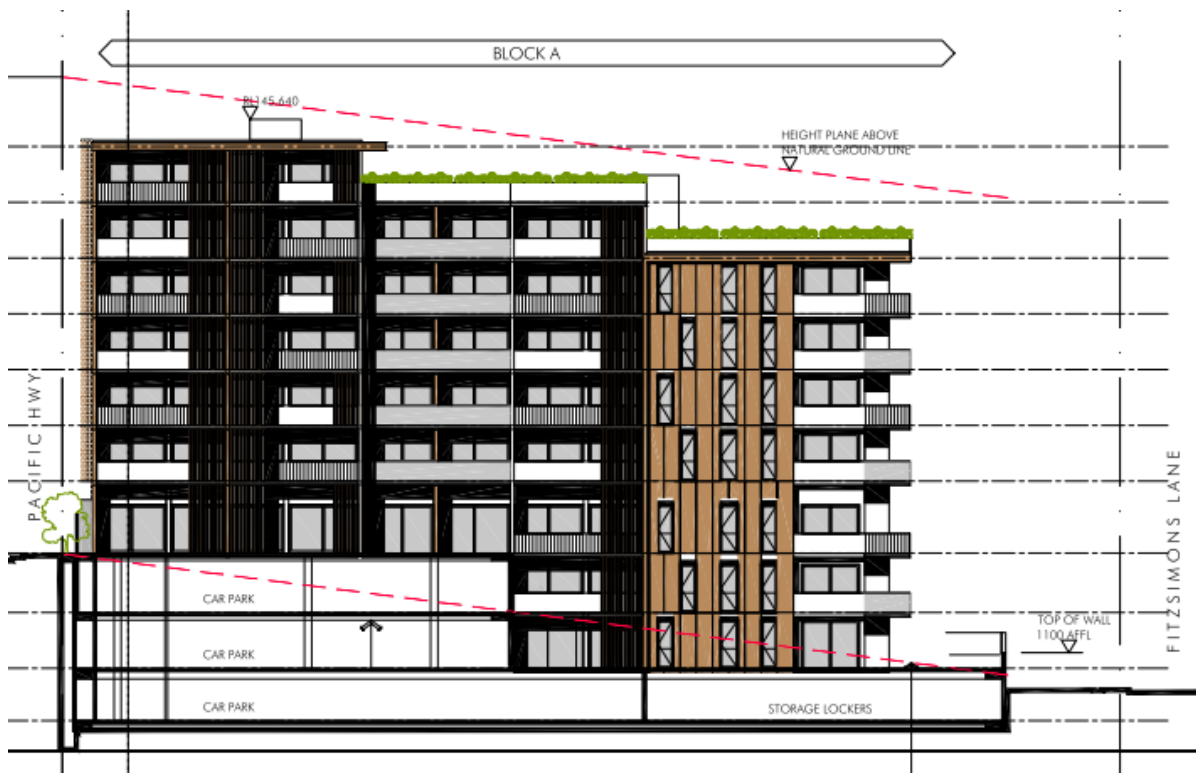 BLOCK A
RL145.640
HEIGHT PLANE ABOVE
NATURAL GROUND LINE
PACIFIC HWY
FITZSIMONS LANE
CAR PARK
TOP OF WALL
1100 AFFL
CAR PARK
CAR PARK
STORAGE LOCKERS